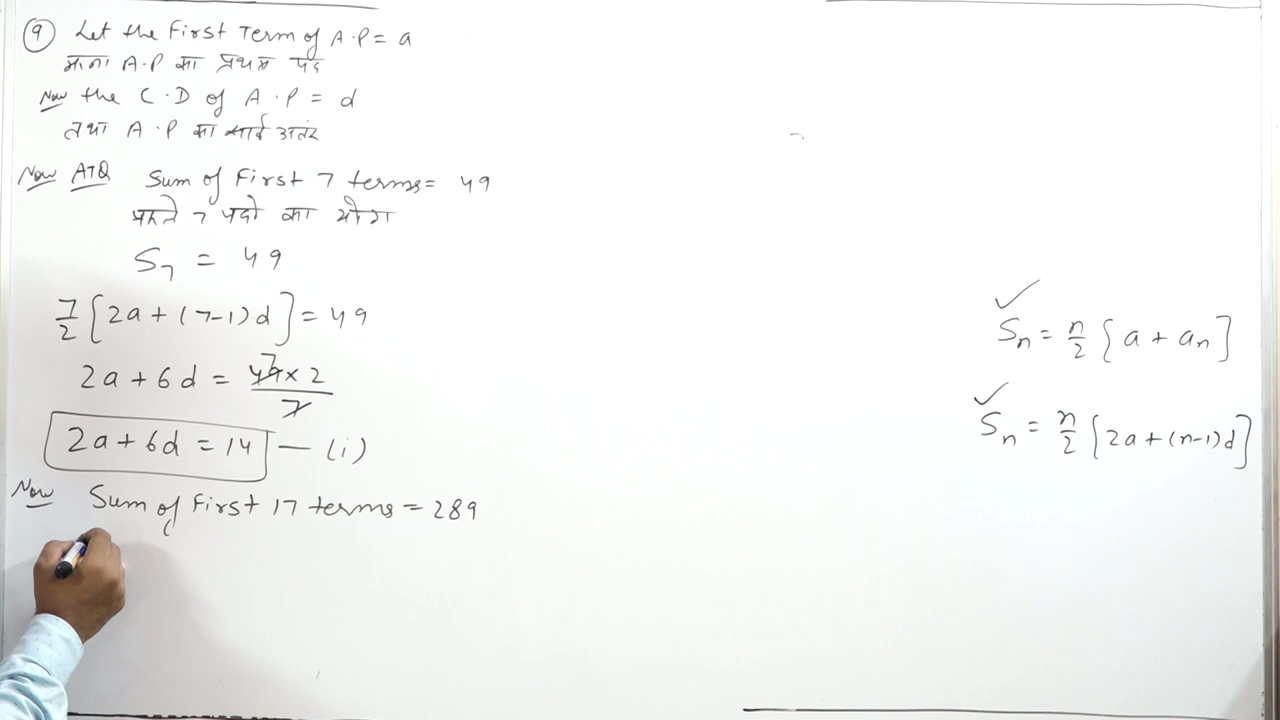 9 Let the First Term of A.P = a
माना A.P का प्रथम पद
Now the C.D of A.P = d
तथा A.P का सार्व अतंर
Now ATQ Sum of First 7 terms = 49
पहले 7 पदो का योग
S₇ = 49
7/2 [2a + (7-1)d] = 49
2a + 6d = 49 × 2 / 7
7
2a + 6d = 14 — (i)
Now Sum of First 17 terms = 289
Sₙ = n/2 [a + aₙ]
Sₙ = n/2 [2a + (n-1)d]